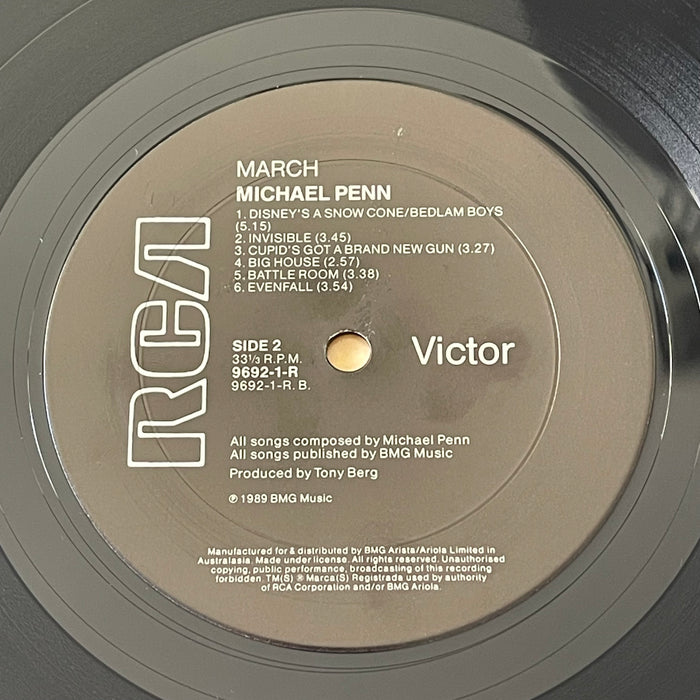 MARCH
MICHAEL PENN
1. DISNEY'S A SNOW CONE/BEDLAM BOYS
(5.15)
2. INVISIBLE (3.45)
3. CUPID'S GOT A BRAND NEW GUN (3.27)
4. BIG HOUSE (2.57)
5. BATTLE ROOM (3.38)
6. EVENFALL (3.54)
RCA
SIDE 2
33⅓ R.P.M.
9692-1-R
9692-1-R. B.
Victor
All songs composed by Michael Penn
All songs published by BMG Music
Produced by Tony Berg
℗ 1989 BMG Music
Manufactured for & distributed by BMG Arista/Ariola Limited in
Australasia. Made under license. All rights reserved. Unauthorised
copying, public performance, broadcasting of this recording
forbidden. TM(S) ® Marca(S) Registrada used by authority
of RCA Corporation and/or BMG Ariola.